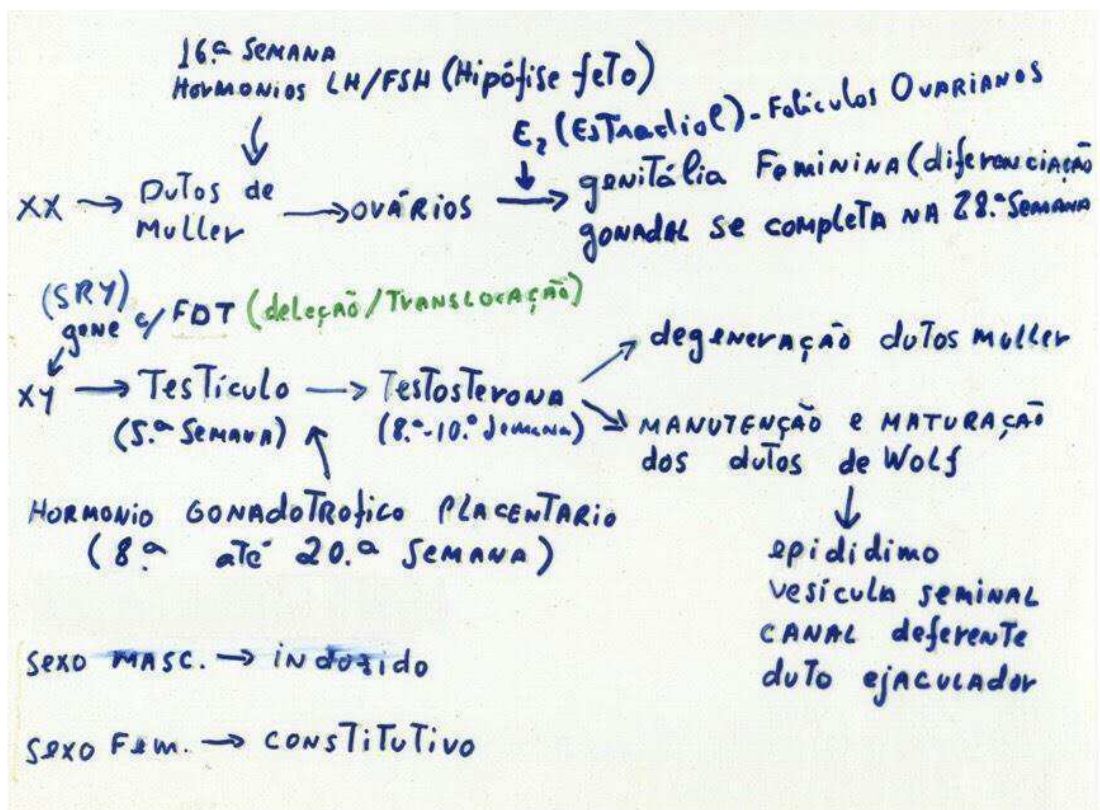 16.ª Semana
Hormonios LH/FSH (Hipófise feto)
E₂ (Estradiol) - Folículos Ovarianos
XX → Dutos de Muller → ovários → genitália Feminina (diferenciação
gonadal se completa na 28.ª Semana
(SRY)
gene c/ FDT (deleção/Translocação)
XY → Testículo → Testosterona
(5.ª Semana) (8.ª-10.ª Semana)
degeneração dutos muller
manutenção e maturação
dos dutos de Wolf
Hormonio Gonadotrofico Placentario
(8.ª até 20.ª Semana)
epididimo
vesícula seminal
canal deferente
duto ejaculador
Sexo masc. → induzido
Sexo Fem. → constitutivo